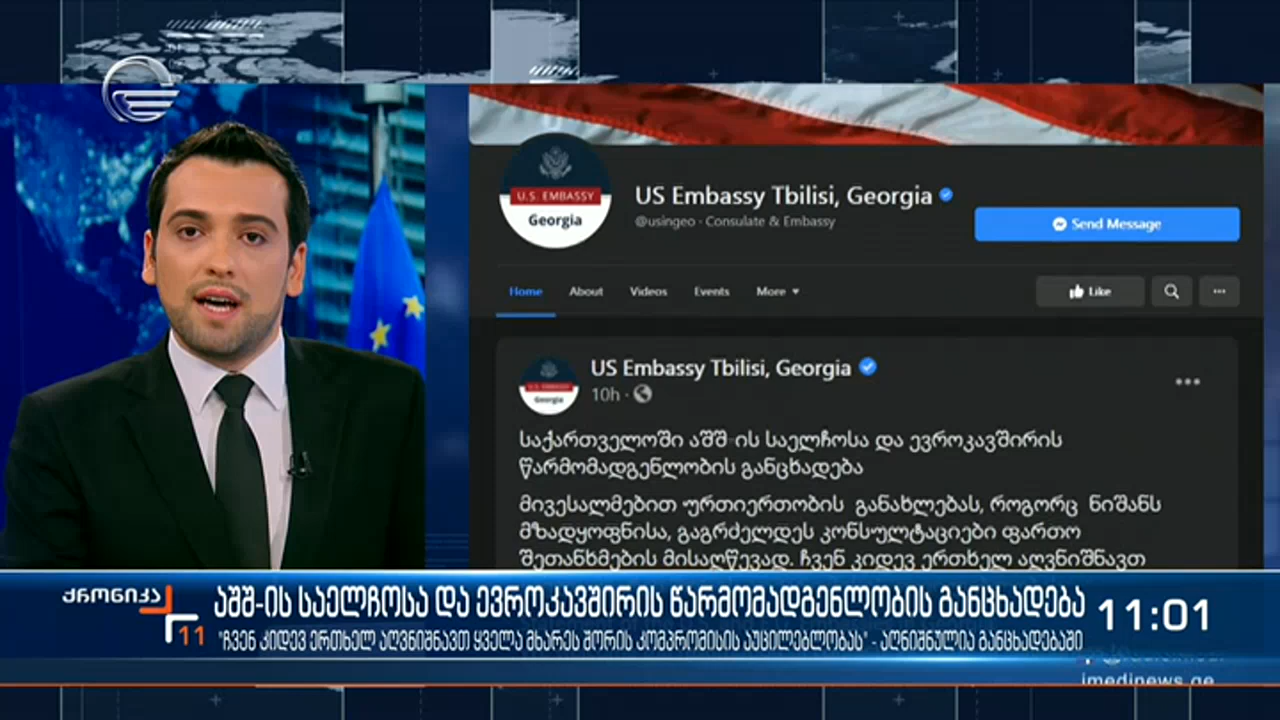 U.S. EMBASSY
Georgia
US Embassy Tbilisi, Georgia
@usingeo · Consulate & Embassy
Send Message
Home About Videos Events More
Like
US Embassy Tbilisi, Georgia
10h
საქართველოში აშშ-ის საელჩოსა და ევროკავშირის
წარმომადგენლობის განცხადება
მივესალმებით ურთიერთობის განახლებას, როგორც ნიშანს
მზადყოფნისა, გაგრძელდეს კონსულტაციები ფართო
შეთანხმების მისაღწევად. ჩვენ კიდევ ერთხელ აღვნიშნავთ
ქრონიკა
11
აშშ-ის საელჩოსა და ევროკავშირის წარმომადგენლობის განცხადება
"ჩვენ კიდევ ერთხელ აღვნიშნავთ ყველა მხარეს შორის კომპრომისის აუცილებლობას" - აღნიშნულია განცხადებაში
11:01
imedinews.ge